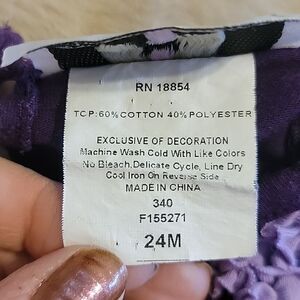 RN 18854
TCP:60%COTTON 40%POLYESTER
EXCLUSIVE OF DECORATION
Machine Wash Cold With Like Colors
No Bleach,Delicate Cycle, Line Dry
Cool Iron On Reverse Side
MADE IN CHINA
340
F155271
24M